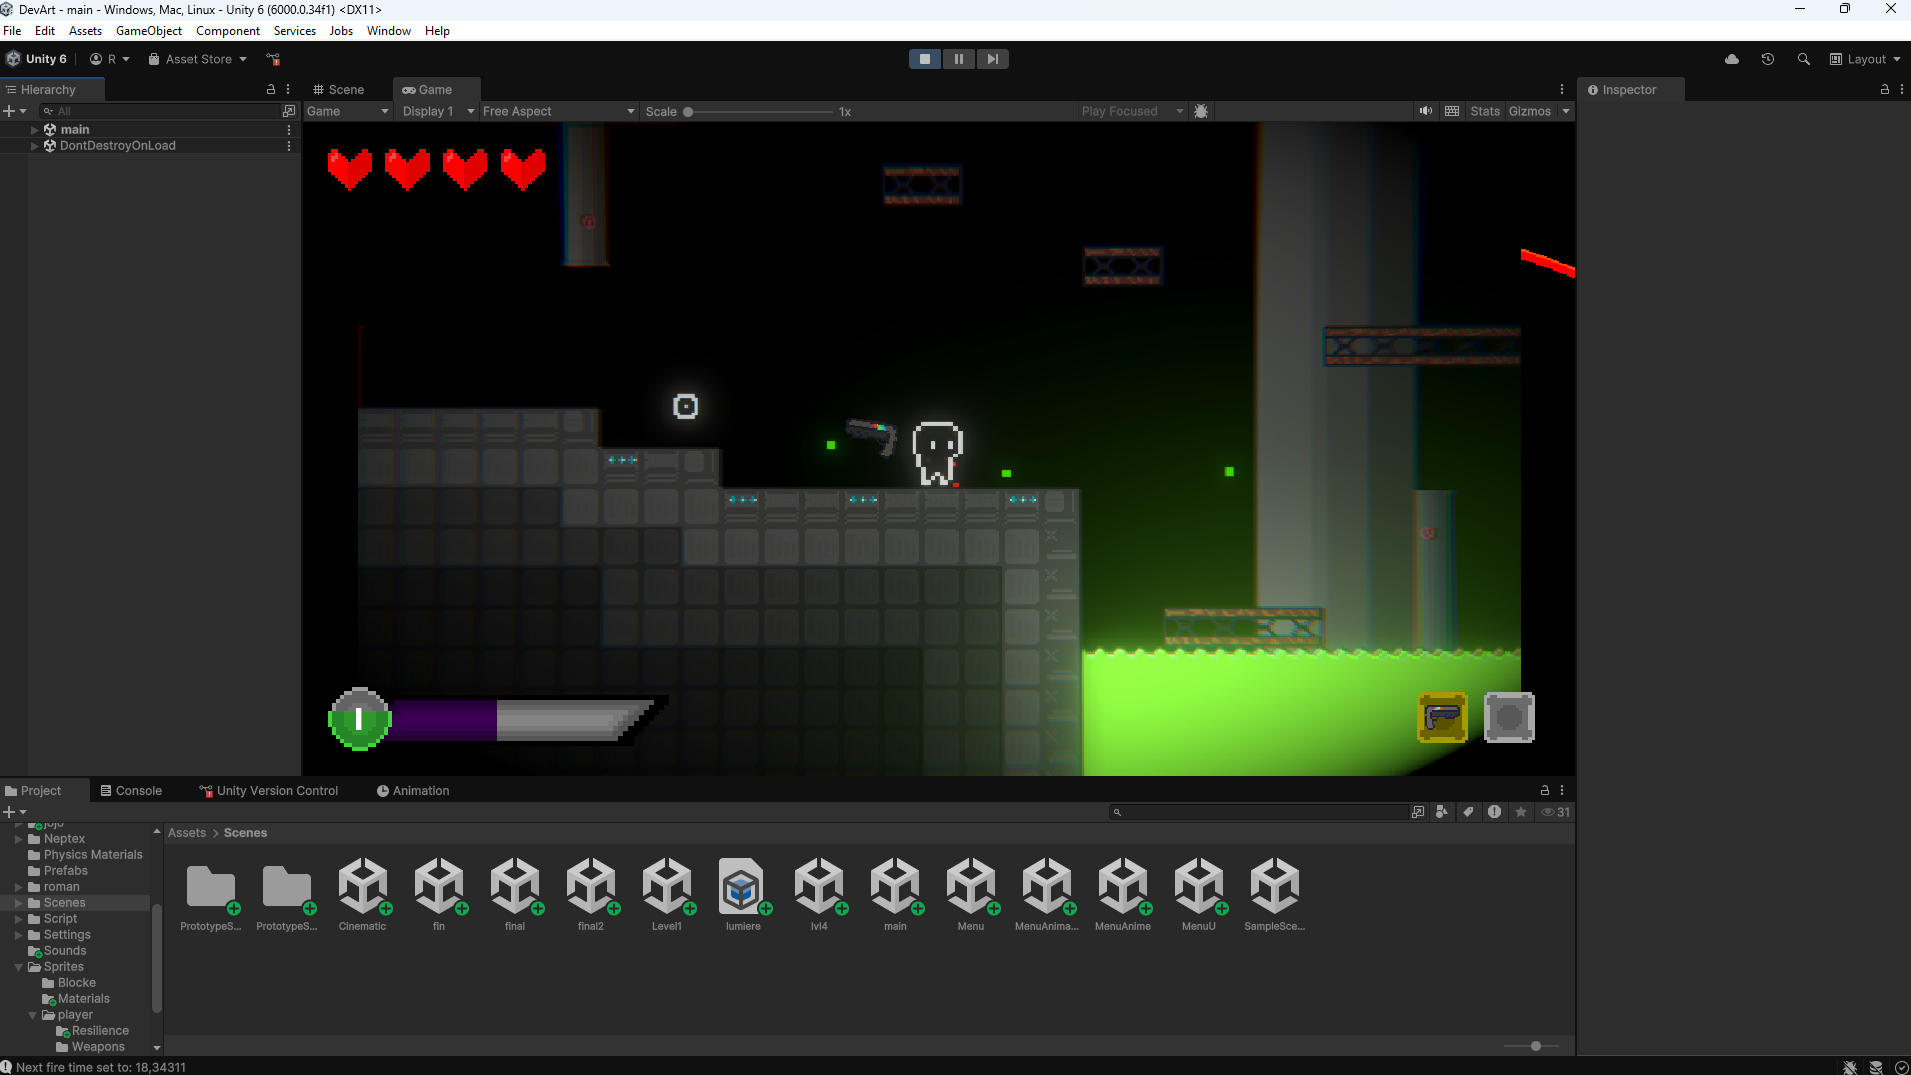 DevArt - main - Windows, Mac, Linux - Unity 6 (6000.0.34f1) <DX11>
File Edit Assets GameObject Component Services Jobs Window Help
Unity 6 R Asset Store Layout
Hierarchy Scene Game Inspector
All Game Display 1 Free Aspect Scale 1x Play Focused Stats Gizmos
main
DontDestroyOnLoad
Project Console Unity Version Control Animation
31
jojo
Assets > Scenes
Neptex
Physics Materials
Prefabs
roman
Scenes
Script
Settings
Sounds
Sprites
Blocke
Materials
player
Resilience
Weapons
PrototypeS... PrototypeS... Cinematic fin final final2 Level1 lumiere lvl4 main Menu MenuAnima... MenuAnime MenuU SampleSce...
Next fire time set to: 18,34311